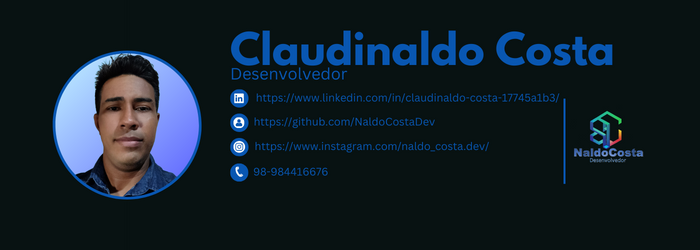 Claudinaldo Costa
Desenvolvedor
https://www.linkedin.com/in/claudinaldo-costa-17745a1b3/
https://github.com/NaldoCostaDev
https://www.instagram.com/naldo_costa.dev/
98-984416676
NaldoCosta
Desenvolvedor